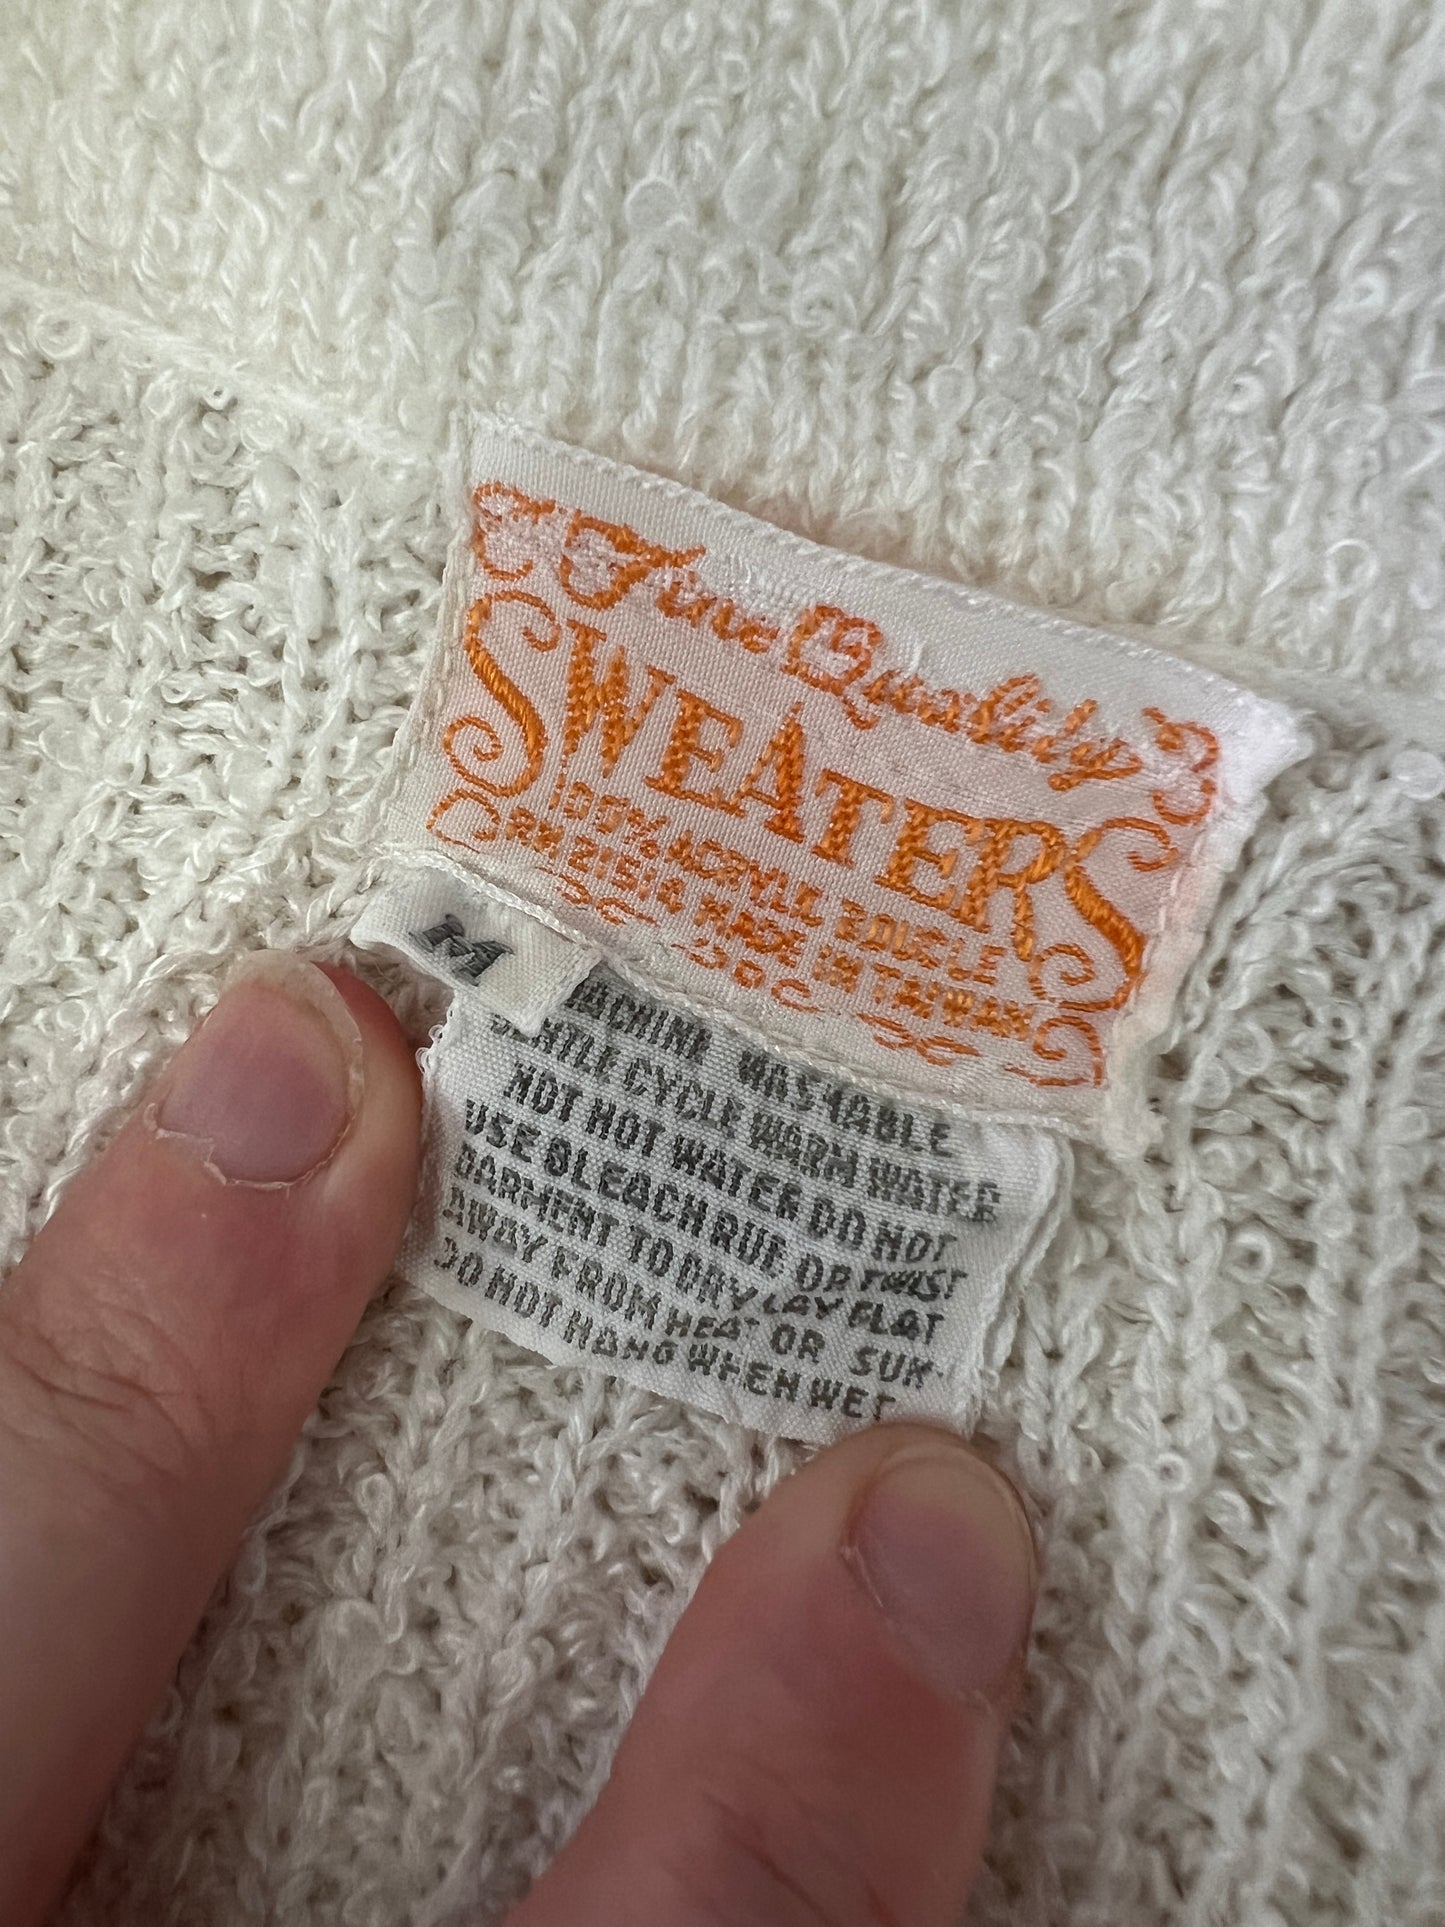 Fine Quality
SWEATERS
100% ACRYLIC BOUCLE
RN 21514 MADE IN TAIWAN
M
MACHINE WASHABLE
GENTLE CYCLE WARM WATER
NOT HOT WATER DO NOT
USE BLEACH RUE OR TWIST
GARMENT TO DRY LAY FLAT
AWAY FROM HEAT OR SUN
DO NOT HANG WHEN WET